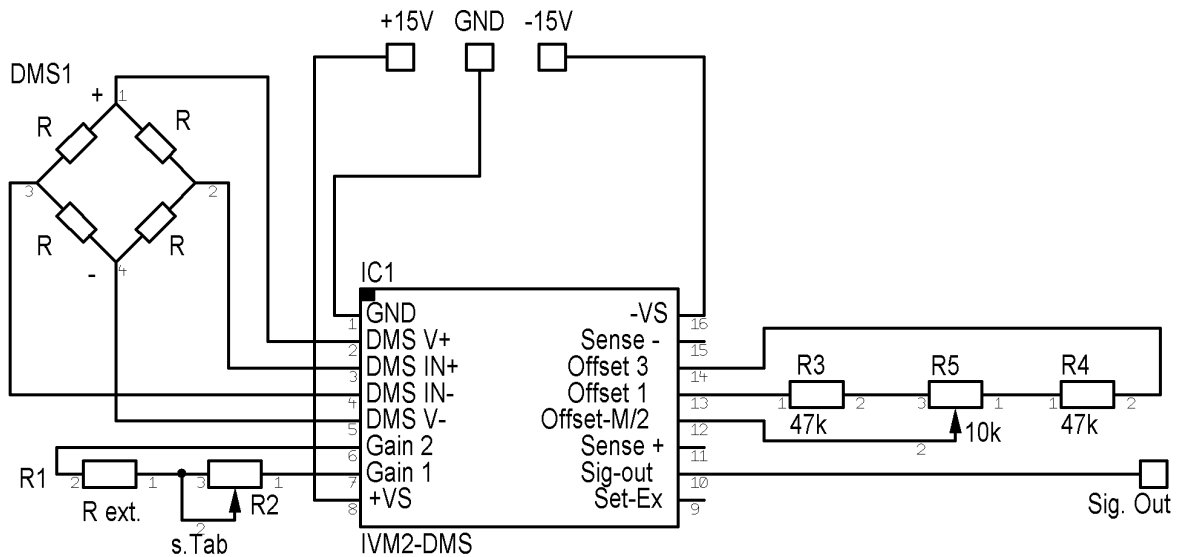 +15V GND -15V
DMS1
+ 1
R R
3 2
R R
- 4
IC1
GND -VS
1 16
DMS V+ Sense -
2 15
DMS IN+ Offset 3
3 14
DMS IN- Offset 1
4 13
DMS V- Offset-M/2
5 12
Gain 2 Sense +
6 11
Gain 1 Sig-out
7 10
+VS Set-Ex
8 9
IVM2-DMS
R1 2 1 3 1 R2
R ext. 2
s.Tab
R3 R5 R4
1 2 3 1 1 2
47k 10k 47k
2
Sig. Out